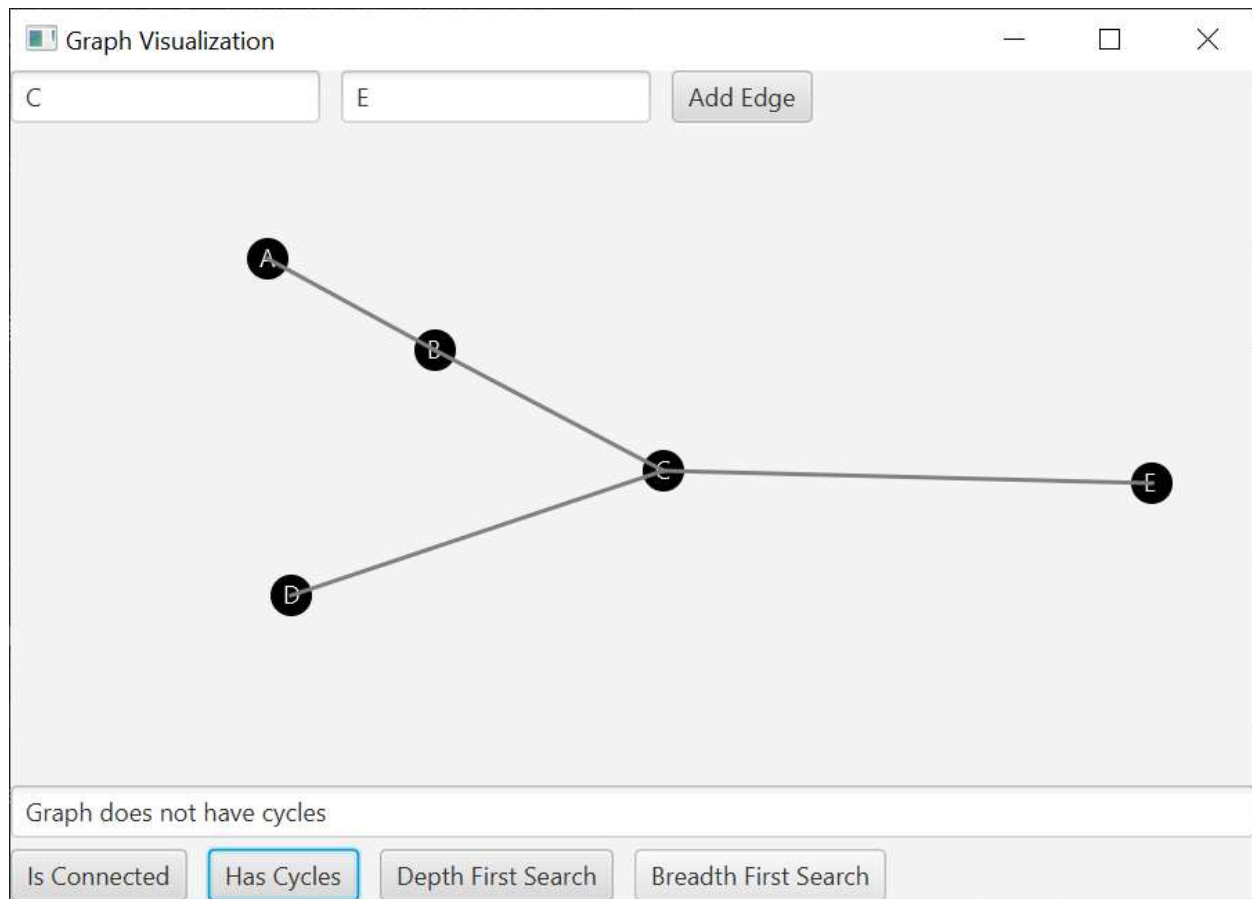 Graph Visualization
C E Add Edge
A
B
C
E
D
Graph does not have cycles
Is Connected Has Cycles Depth First Search Breadth First Search